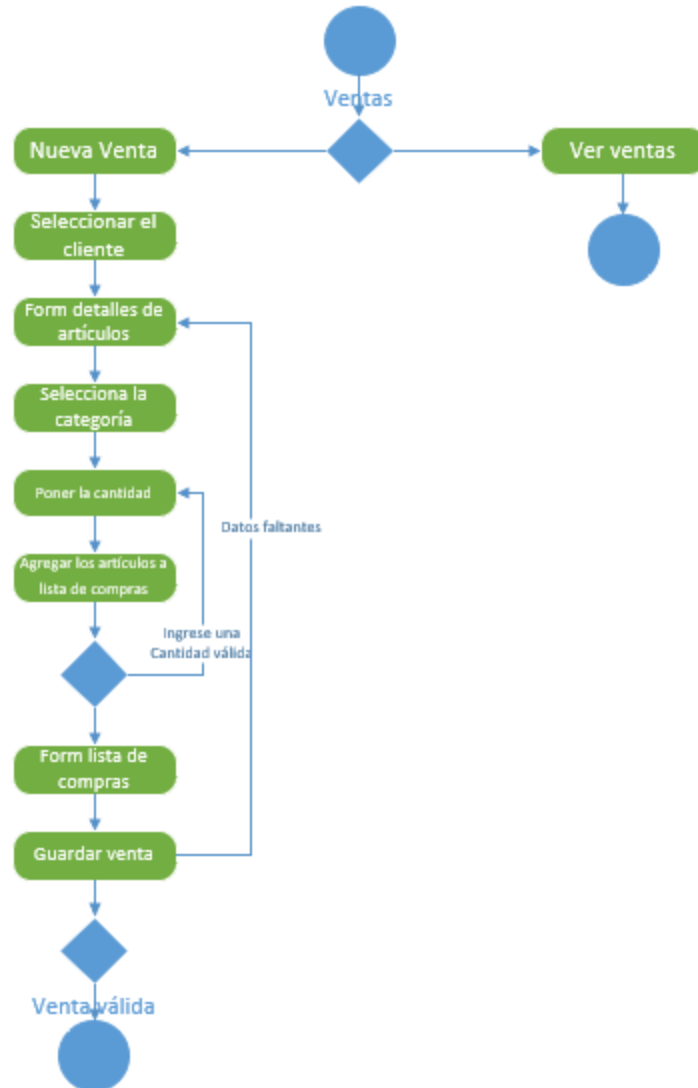 Ventas
Nueva Venta
Ver ventas
Seleccionar el
cliente
Form detalles de
artículos
Selecciona la
categoría
Poner la cantidad
Datos faltantes
Agregar los artículos a
lista de compras
Ingrese una
Cantidad válida
Form lista de
compras
Guardar venta
Venta válida